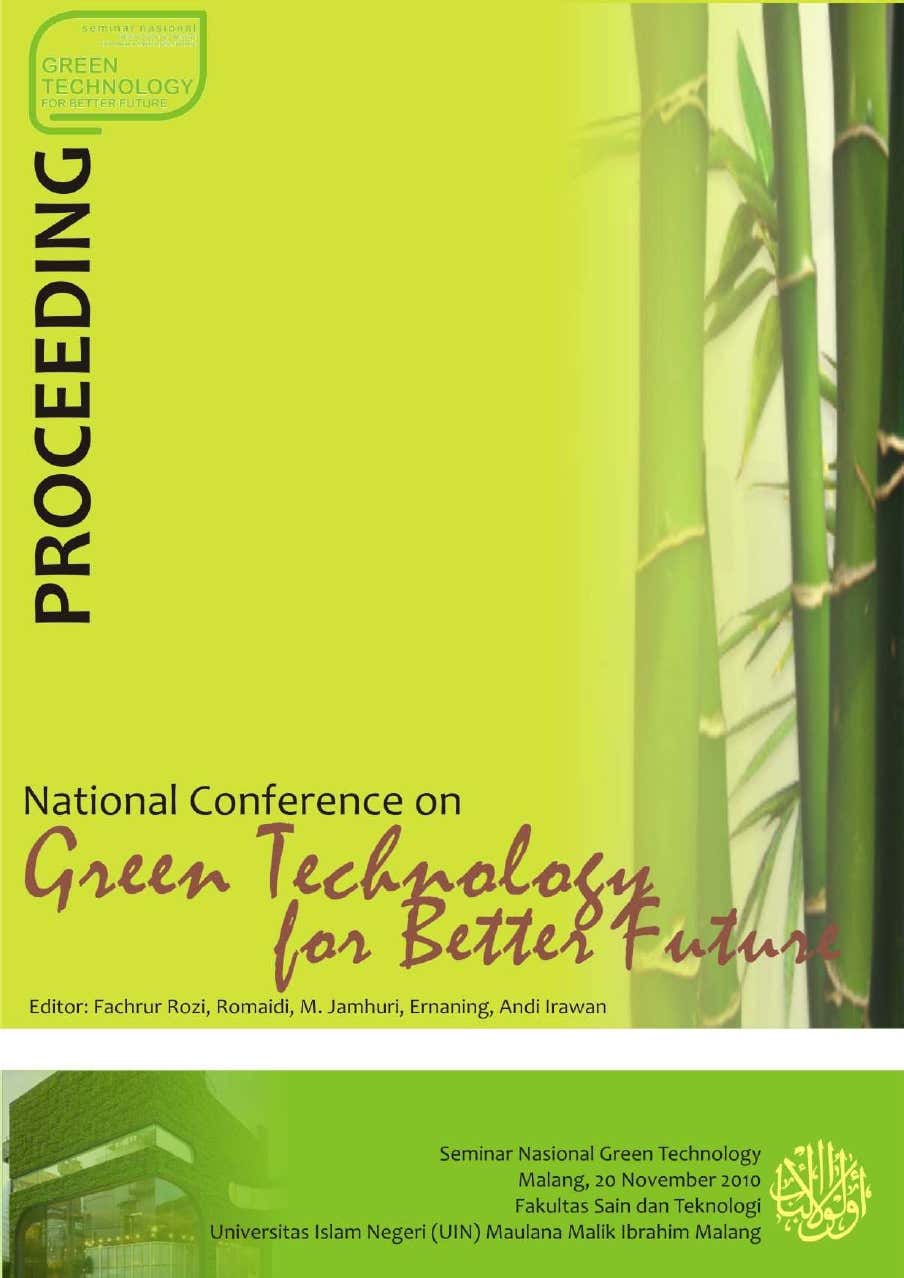 seminar nasional
GREEN
TECHNOLOGY
FOR BETTER FUTURE
PROCEEDING
National Conference on
Green Technology
for Better Future
Editor: Fachrur Rozi, Romaidi, M. Jamhuri, Ernaning, Andi Irawan
Seminar Nasional Green Technology
Malang, 20 November 2010
Fakultas Sain dan Teknologi
Universitas Islam Negeri (UIN) Maulana Malik Ibrahim Malang
أولوا الألباب